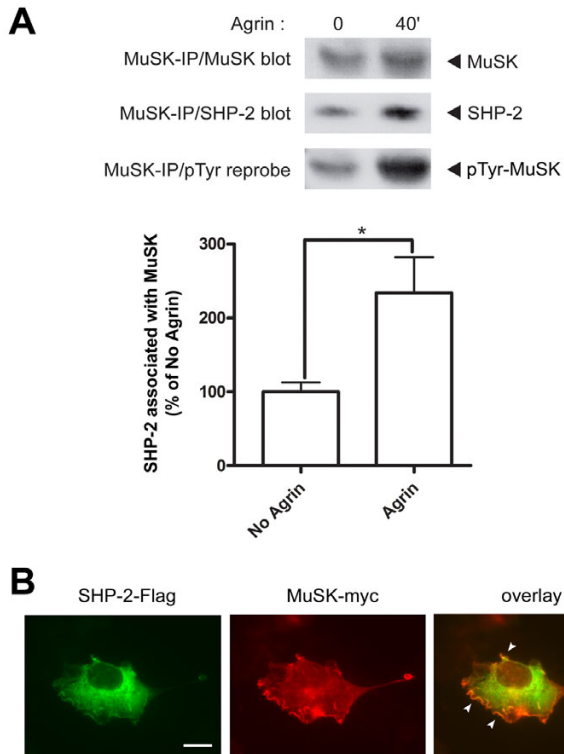 A
Agrin : 0 40'
MuSK-IP/MuSK blot ◄ MuSK
MuSK-IP/SHP-2 blot ◄ SHP-2
MuSK-IP/pTyr reprobe ◄ pTyr-MuSK
*
SHP-2 associated with MuSK
(% of No Agrin)
300
200
100
0
No Agrin
Agrin
B
SHP-2-Flag MuSK-myc overlay